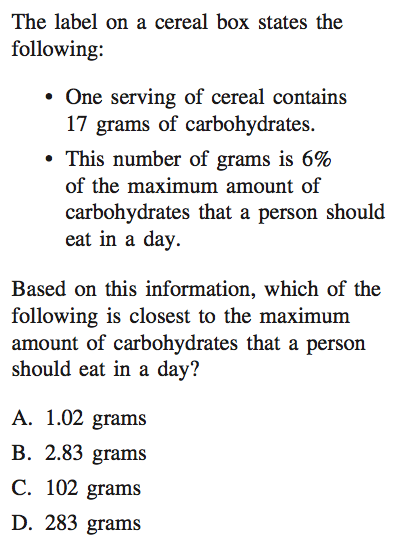 The label on a cereal box states the
following:
• One serving of cereal contains
17 grams of carbohydrates.
• This number of grams is 6%
of the maximum amount of
carbohydrates that a person should
eat in a day.
Based on this information, which of the
following is closest to the maximum
amount of carbohydrates that a person
should eat in a day?
A. 1.02 grams
B. 2.83 grams
C. 102 grams
D. 283 grams